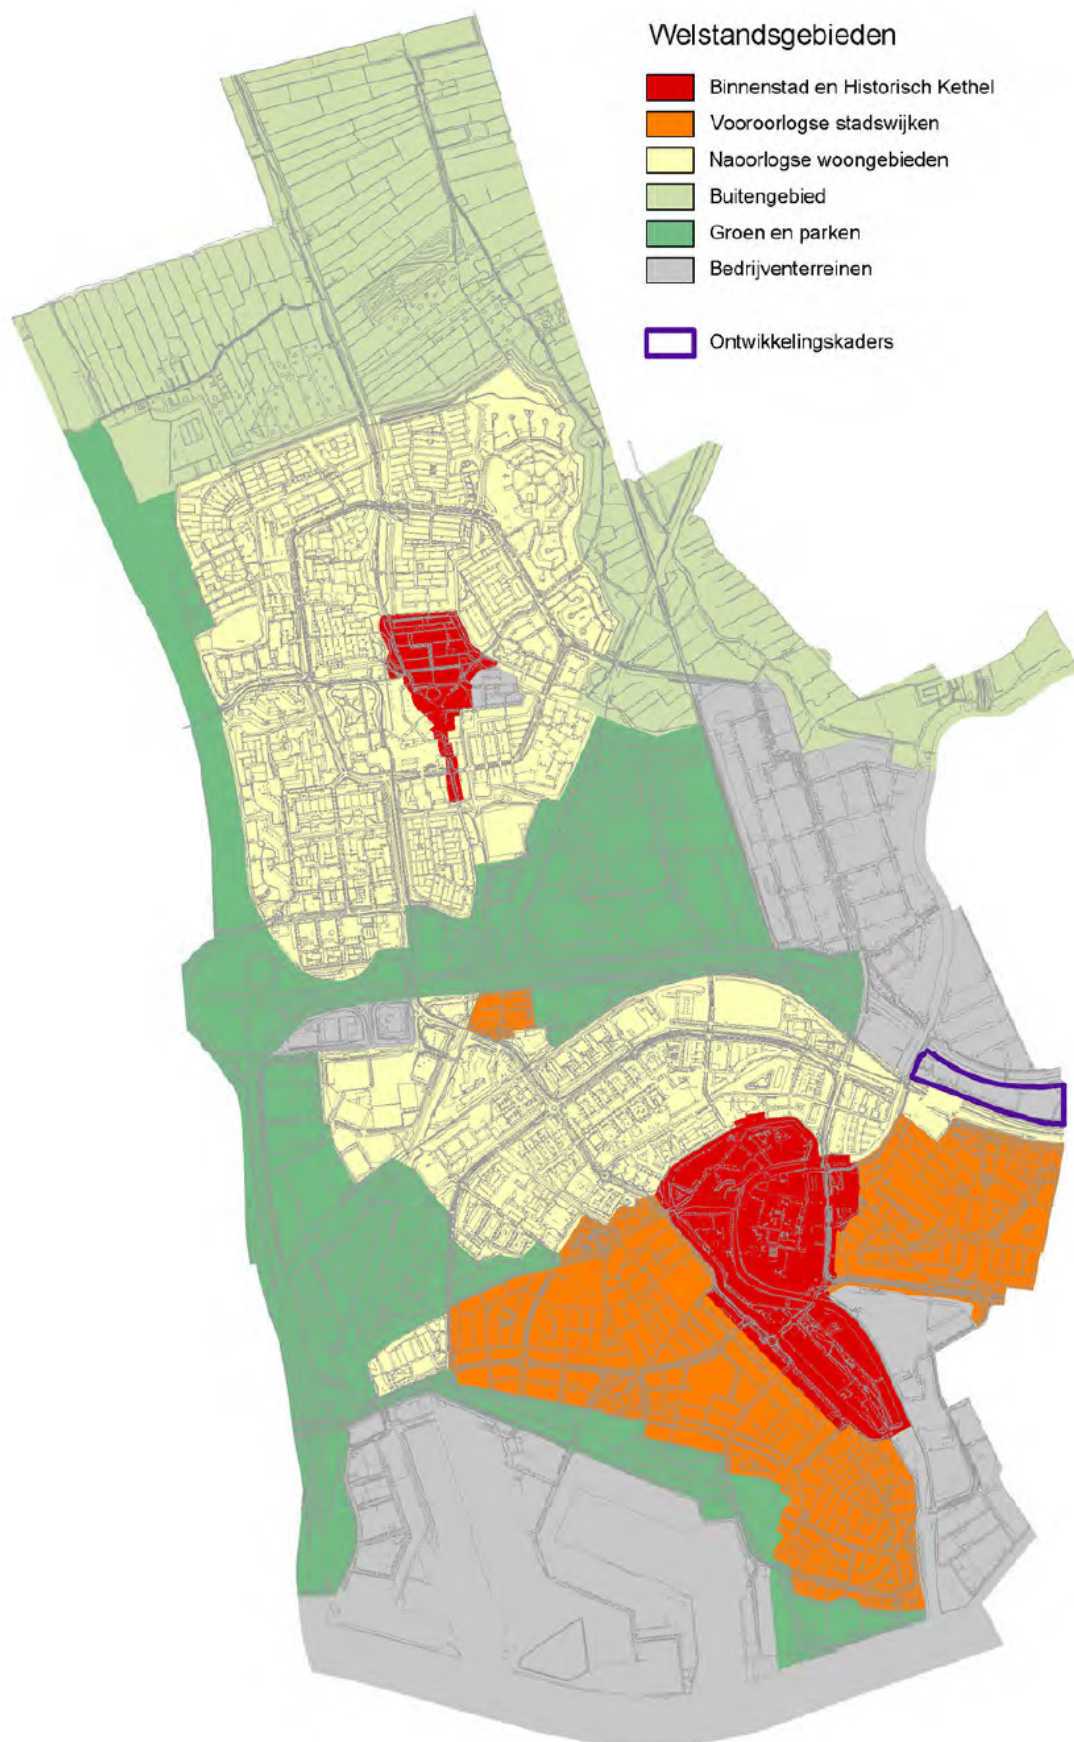 Welstandsgebieden
Binnenstad en Historisch Kethel
Vooroorlogse stadswijken
Naoorlogse woongebieden
Buitengebied
Groen en parken
Bedrijventerreinen
Ontwikkelingskaders